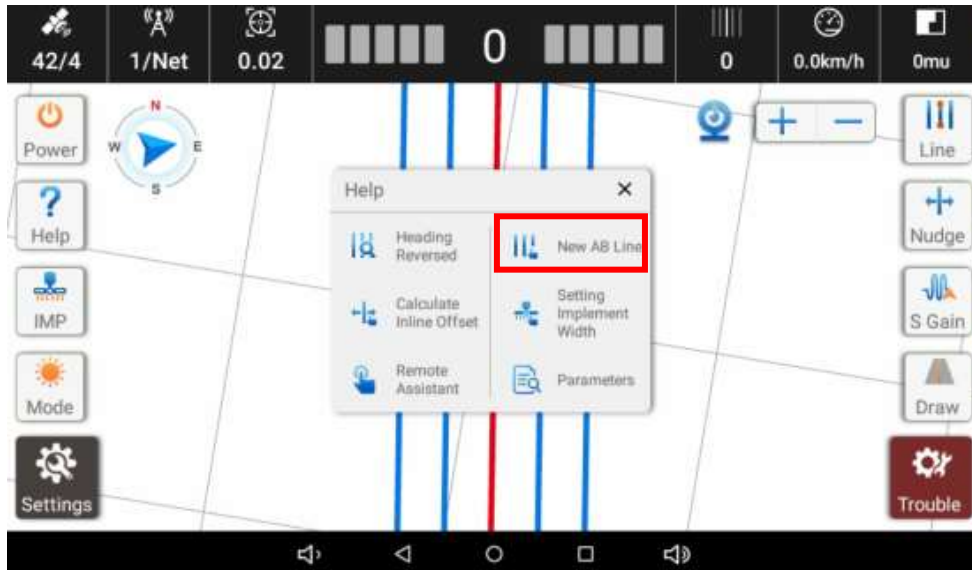 42/4
1/Net
0.02
0
0
0.0km/h
0mu
Power
N
W
E
S
Line
Help
Help
Nudge
Heading
Reversed
New AB Line
IMP
Calculate
Inline Offset
Setting
Implement
Width
S Gain
Mode
Remote
Assistant
Parameters
Draw
Settings
Trouble